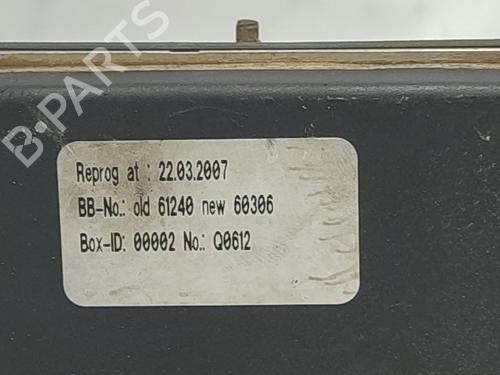 B-PARTS
Reprog at : 22.03.2007
BB-No.: old 61240 new 60306
Box-ID: 00002 No.: Q0612